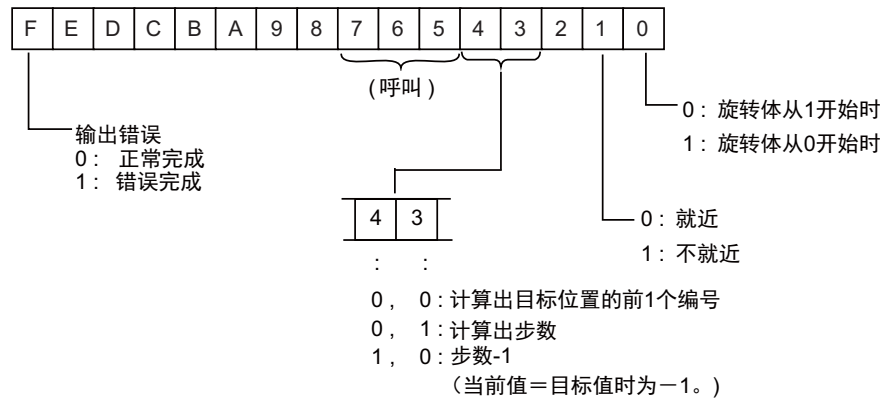 F E D C B A 9 8 7 6 5 4 3 2 1 0
(呼叫)
0： 旋转体从1开始时
1： 旋转体从0开始时
输出错误
0： 正常完成
1： 错误完成
4 3
0： 就近
1： 不就近
： ：
0， 0：计算出目标位置的前1个编号
0， 1：计算出步数
1， 0：步数-1
（当前值＝目标值时为－1。)